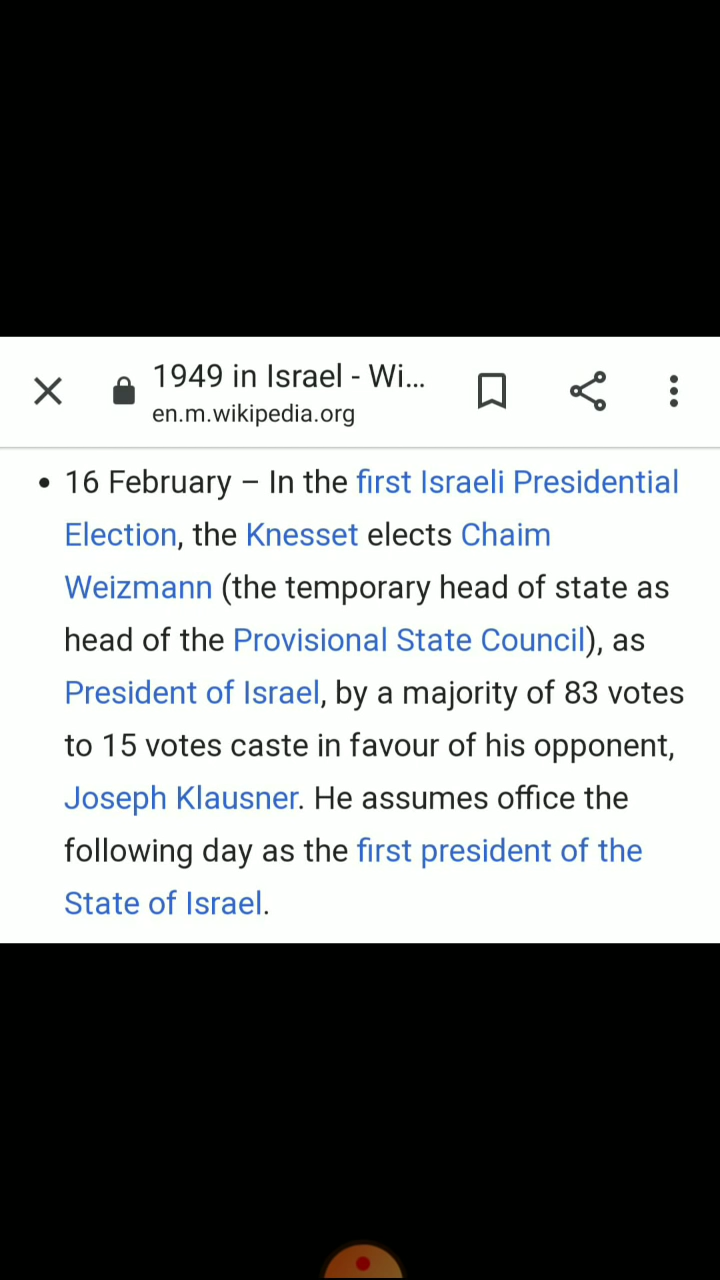 1949 in Israel - Wi...
en.m.wikipedia.org
• 16 February – In the first Israeli Presidential
Election, the Knesset elects Chaim
Weizmann (the temporary head of state as
head of the Provisional State Council), as
President of Israel, by a majority of 83 votes
to 15 votes caste in favour of his opponent,
Joseph Klausner. He assumes office the
following day as the first president of the
State of Israel.